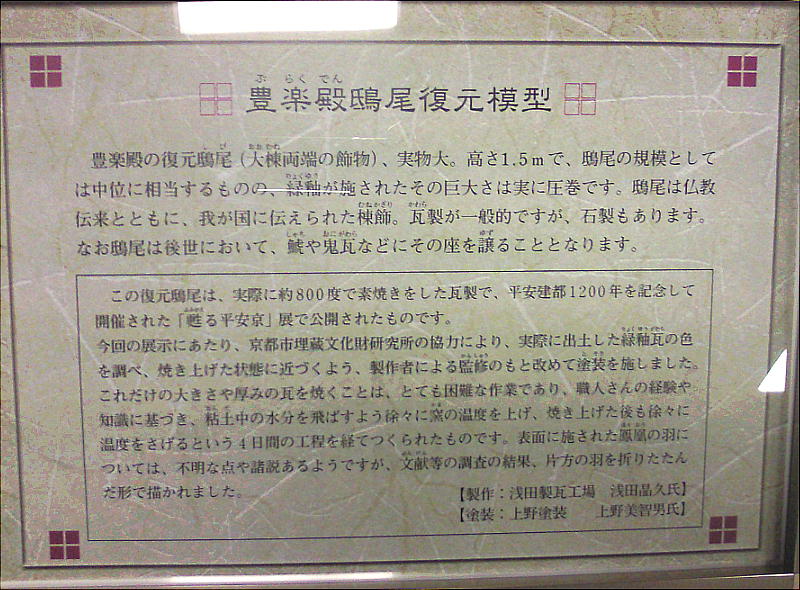 豊楽殿鴟尾復元模型
豊楽殿の復元鴟尾(大棟両端の飾物)、実物大。高さ1.5mで、鴟尾の規模として
は中位に相当するものの、緑釉が施されたその巨大さは実に圧巻です。鴟尾は仏教
伝来とともに、我が国に伝えられた棟飾。瓦製が一般的ですが、石製もあります。
なお鴟尾は後世において、鯱や鬼瓦などにその座を譲ることとなります。
この復元鴟尾は、実際に約800度で素焼きをした瓦製で、平安建都1200年を記念して
開催された「甦る平安京」展で公開されたものです。
今回の展示にあたり、京都市埋蔵文化財研究所の協力により、実際に出土した緑釉瓦の色
を調べ、焼き上げた状態に近づくよう、製作者による監修のもと改めて塗装を施しました。
これだけの大きさや厚みの瓦を焼くことは、とても困難な作業であり、職人さんの経験や
知識に基づき、粘土中の水分を飛ばすよう徐々に窯の温度を上げ、焼き上げた後も徐々に
温度をさげるという4日間の工程を経てつくられたものです。表面に施された鳳凰の羽に
ついては、不明な点や諸説あるようですが、文献等の調査の結果、片方の羽を折りたたん
だ形で描かれました。
【製作:浅田製瓦工場 浅田晶久氏】
【塗装:上野塗装 上野美智男氏】